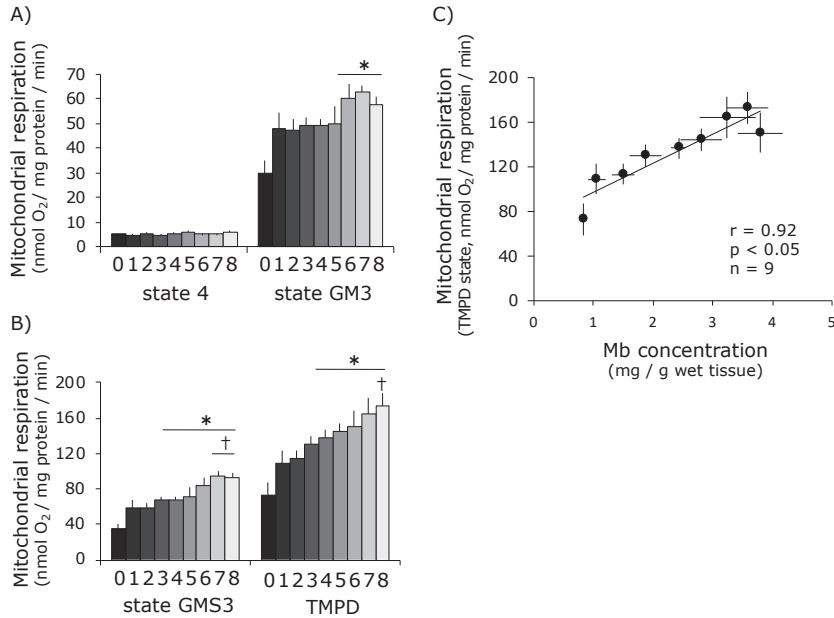 A)
Mitochondrial respiration
(nmol O₂ / mg protein / min)
70
60
50
40
30
20
10
0
*
0 1 2 3 4 5 6 7 8
state 4
0 1 2 3 4 5 6 7 8
state GM3
B)
Mitochondrial respiration
(nmol O₂ / mg protein / min)
200
160
120
80
40
0
*
†
*
†
0 1 2 3 4 5 6 7 8
state GMS3
0 1 2 3 4 5 6 7 8
TMPD
C)
Mitochondrial respiration
(TMPD state, nmol O₂ / mg protein / min)
200
160
120
80
40
0
r = 0.92
p < 0.05
n = 9
0 1 2 3 4 5
Mb concentration
(mg / g wet tissue)